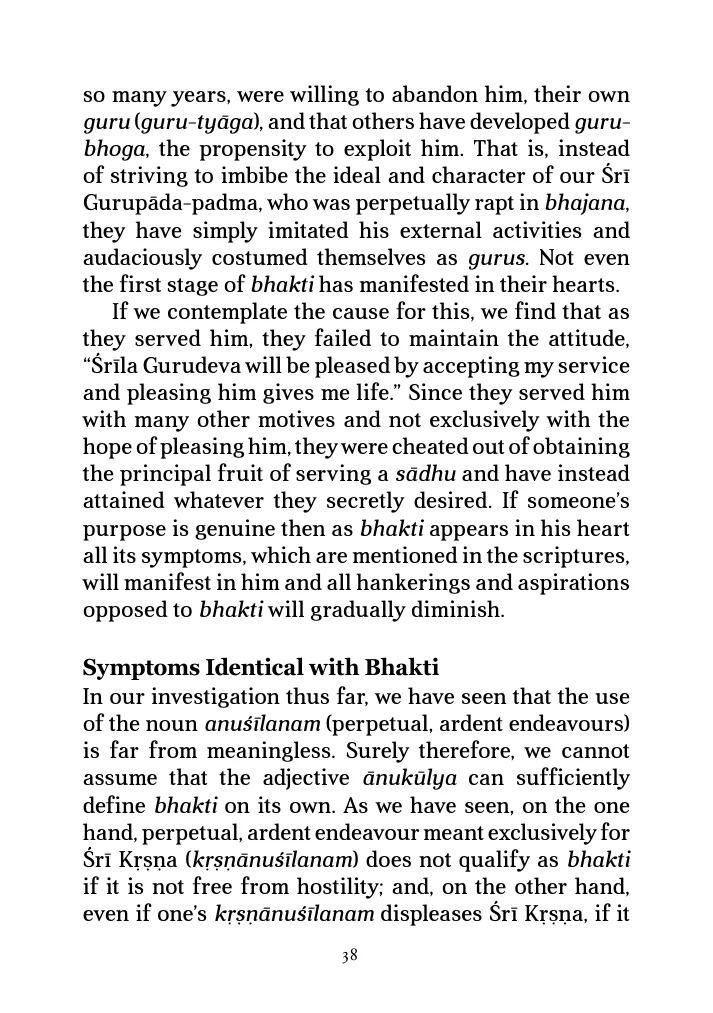 so many years, were willing to abandon him, their own
guru (guru-tyāga), and that others have developed guru-
bhoga, the propensity to exploit him. That is, instead
of striving to imbibe the ideal and character of our Śrī
Gurupāda-padma, who was perpetually rapt in bhajana,
they have simply imitated his external activities and
audaciously costumed themselves as gurus. Not even
the first stage of bhakti has manifested in their hearts.
If we contemplate the cause for this, we find that as
they served him, they failed to maintain the attitude,
“Śrīla Gurudeva will be pleased by accepting my service
and pleasing him gives me life.” Since they served him
with many other motives and not exclusively with the
hope of pleasing him, they were cheated out of obtaining
the principal fruit of serving a sādhu and have instead
attained whatever they secretly desired. If someone’s
purpose is genuine then as bhakti appears in his heart
all its symptoms, which are mentioned in the scriptures,
will manifest in him and all hankerings and aspirations
opposed to bhakti will gradually diminish.
Symptoms Identical with Bhakti
In our investigation thus far, we have seen that the use
of the noun anuśīlanam (perpetual, ardent endeavours)
is far from meaningless. Surely therefore, we cannot
assume that the adjective ānukūlya can sufficiently
define bhakti on its own. As we have seen, on the one
hand, perpetual, ardent endeavour meant exclusively for
Śrī Kṛṣṇa (kṛṣṇānuśīlanam) does not qualify as bhakti
if it is not free from hostility; and, on the other hand,
even if one’s kṛṣṇānuśīlanam displeases Śrī Kṛṣṇa, if it
38